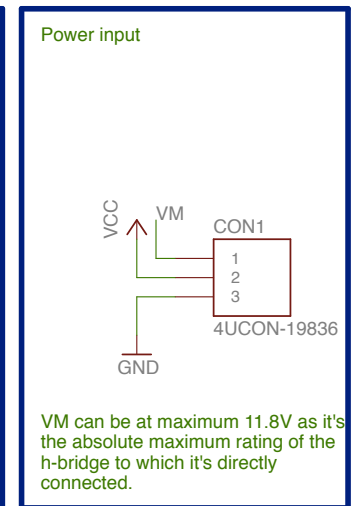 Power input
VCC
VM
CON1
1
2
3
4UCON-19836
GND
VM can be at maximum 11.8V as it's
the absolute maximum rating of the
h-bridge to which it's directly
connected.